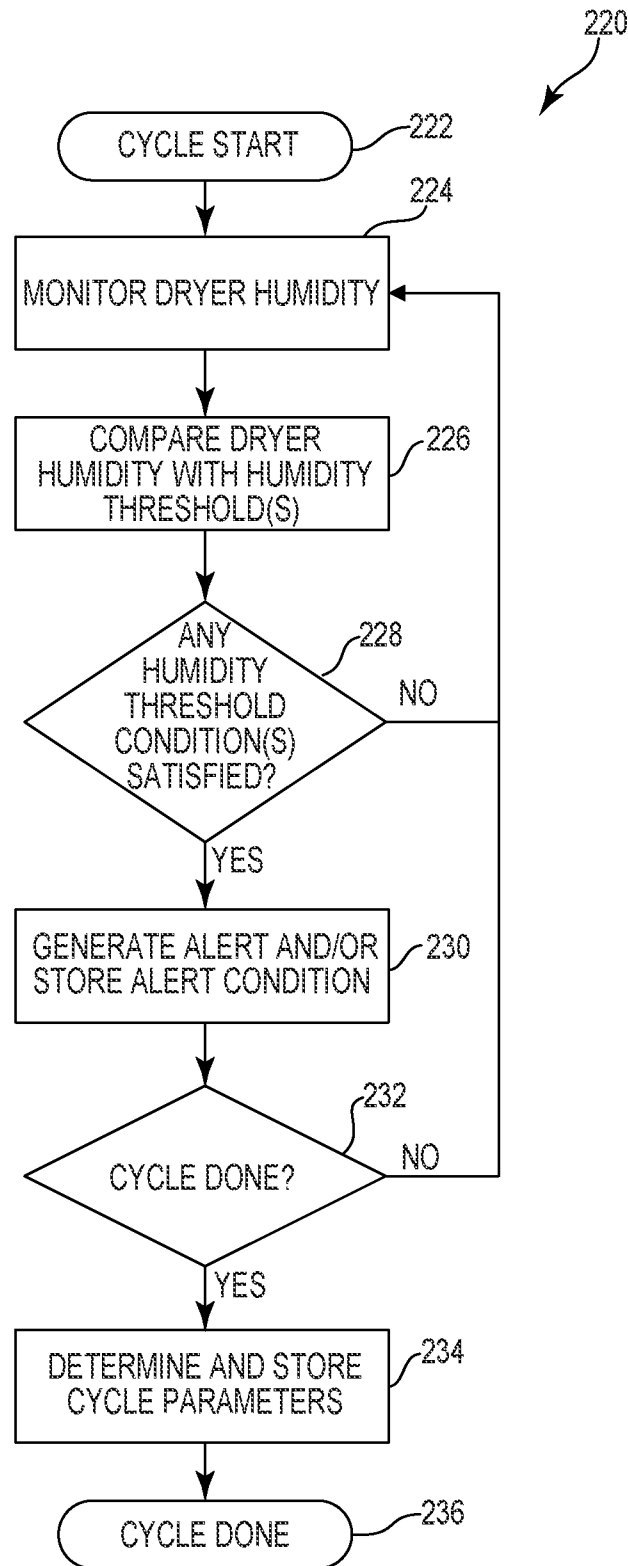 220
CYCLE START
222
224
MONITOR DRYER HUMIDITY
COMPARE DRYER
HUMIDITY WITH HUMIDITY
THRESHOLD(S)
226
ANY
HUMIDITY
THRESHOLD
CONDITION(S)
SATISFIED?
228
NO
YES
GENERATE ALERT AND/OR
STORE ALERT CONDITION
230
232
CYCLE DONE?
NO
YES
DETERMINE AND STORE
CYCLE PARAMETERS
234
CYCLE DONE
236